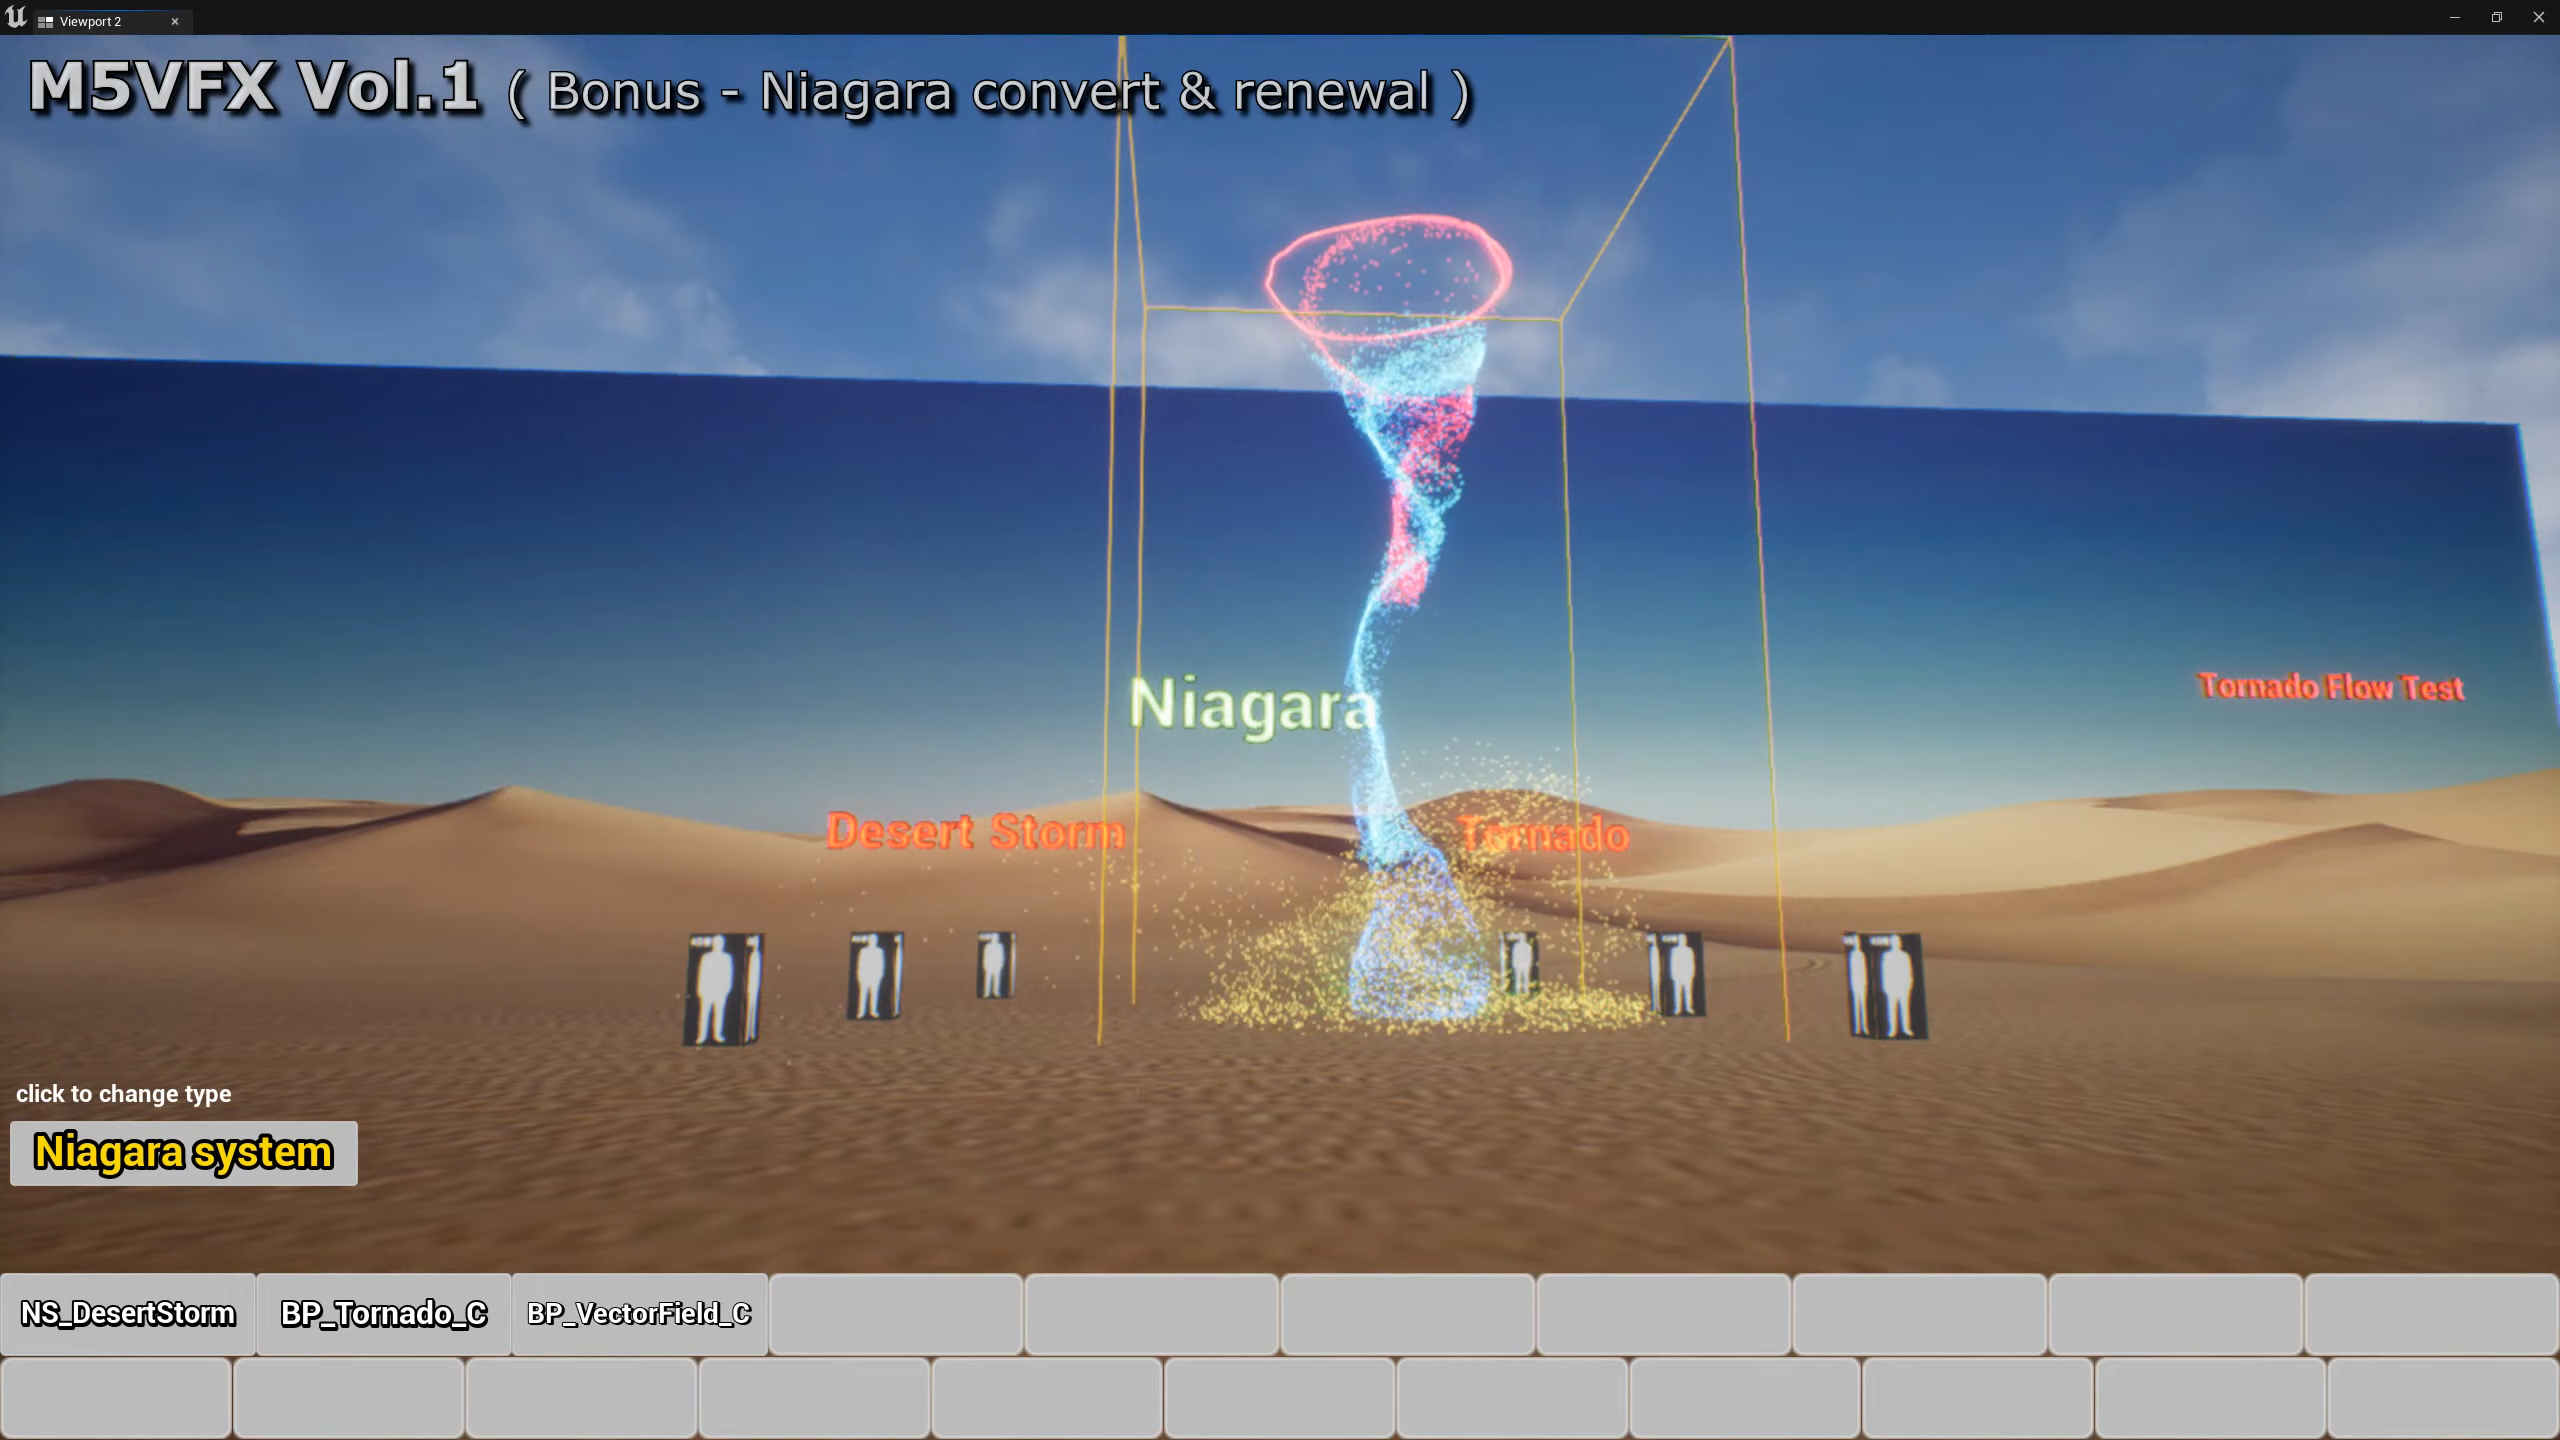 Viewport 2
M5VFX Vol.1 ( Bonus - Niagara convert & renewal )
Tornado Flow Test
Niagara
Desert Storm
Tornado
click to change type
Niagara system
NS_DesertStorm
BP_Tornado_C
BP_VectorField_C